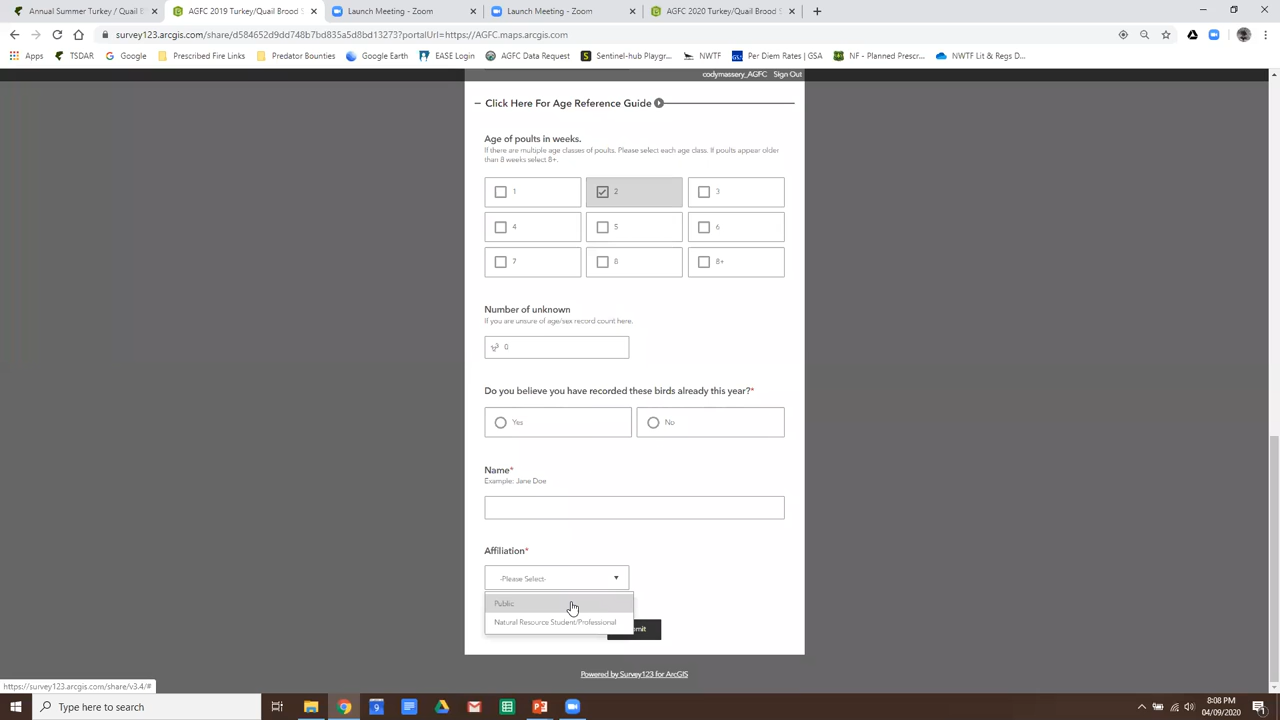 Summer Wild Turkey Populati
AGFC 2020 Turkey/Quail Brood S
Launch Meeting - Zoom
AGFC 2020 Turkey/Quail Brood S
survey123.arcgis.com/share/d584652d9dd748b7bd835a5d8bd163273?portalUrl=https://AGFC.maps.arcgis.com
Apps TSDAR Google Prescribed Fire Links Predator Bounties Google Earth EASE Login AGFC Data Request Sentinel-hub Playgr... NWTF Per Diem Rates | GSA NF - Planned Prescr... NWTF Lit & Regs D...
codymassery_AGFC Sign Out
Click Here For Age Reference Guide
Age of poults in weeks.
If there are multiple age classes of poults. Please select each age class. If poults appear older
than 8 weeks select 8+.
1 2 3
4 5 6
7 8 8+
Number of unknown
If you are unsure of age/sex record count here.
0
Do you believe you have recorded these birds already this year?*
Yes No
Name*
Example: Jane Doe
Affiliation*
-Please Select-
Public
Natural Resource Student/Professional
mit
Powered by Survey123 for ArcGIS
https://survey123.arcgis.com/share/v3.4/#
Type here to search
8:08 PM
04/09/2020